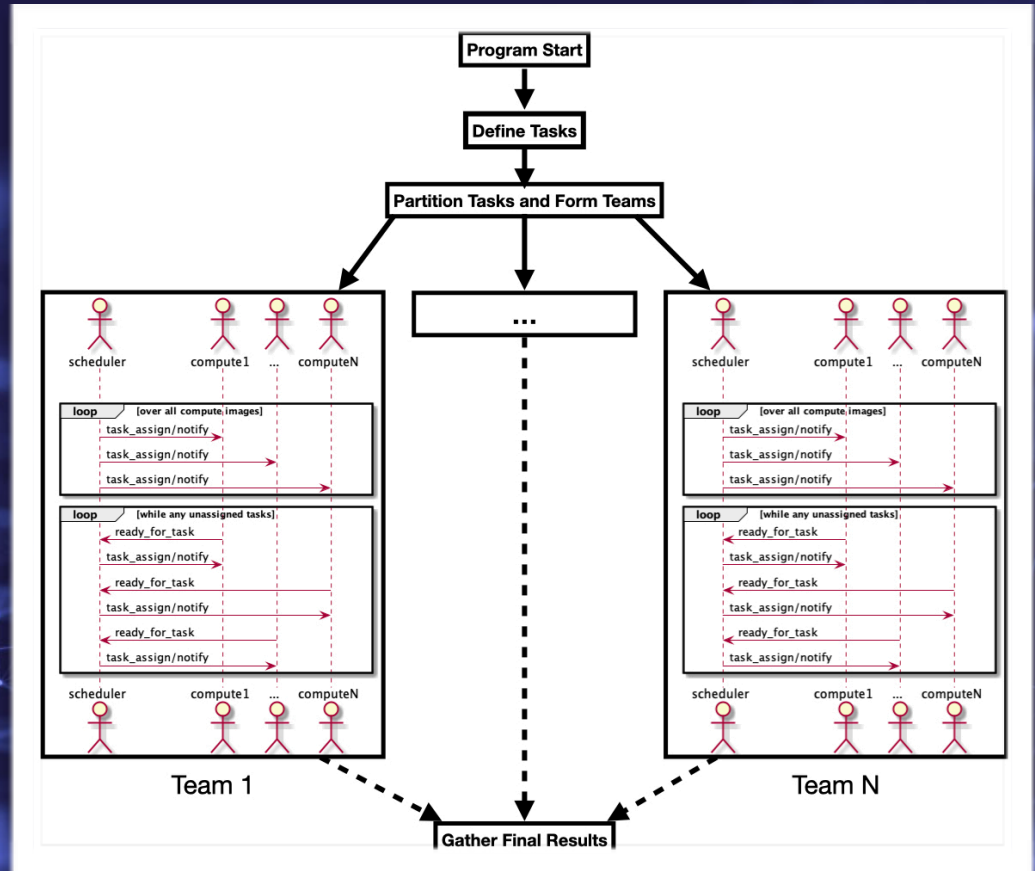 Program Start
Define Tasks
Partition Tasks and Form Teams
...
scheduler compute1 ... computeN
loop [over all compute images]
task_assign/notify
task_assign/notify
task_assign/notify
loop [while any unassigned tasks]
ready_for_task
task_assign/notify
ready_for_task
task_assign/notify
ready_for_task
task_assign/notify
scheduler compute1 ... computeN
Team 1
scheduler compute1 ... computeN
loop [over all compute images]
task_assign/notify
task_assign/notify
task_assign/notify
loop [while any unassigned tasks]
ready_for_task
task_assign/notify
ready_for_task
task_assign/notify
ready_for_task
task_assign/notify
scheduler compute1 ... computeN
Team N
Gather Final Results